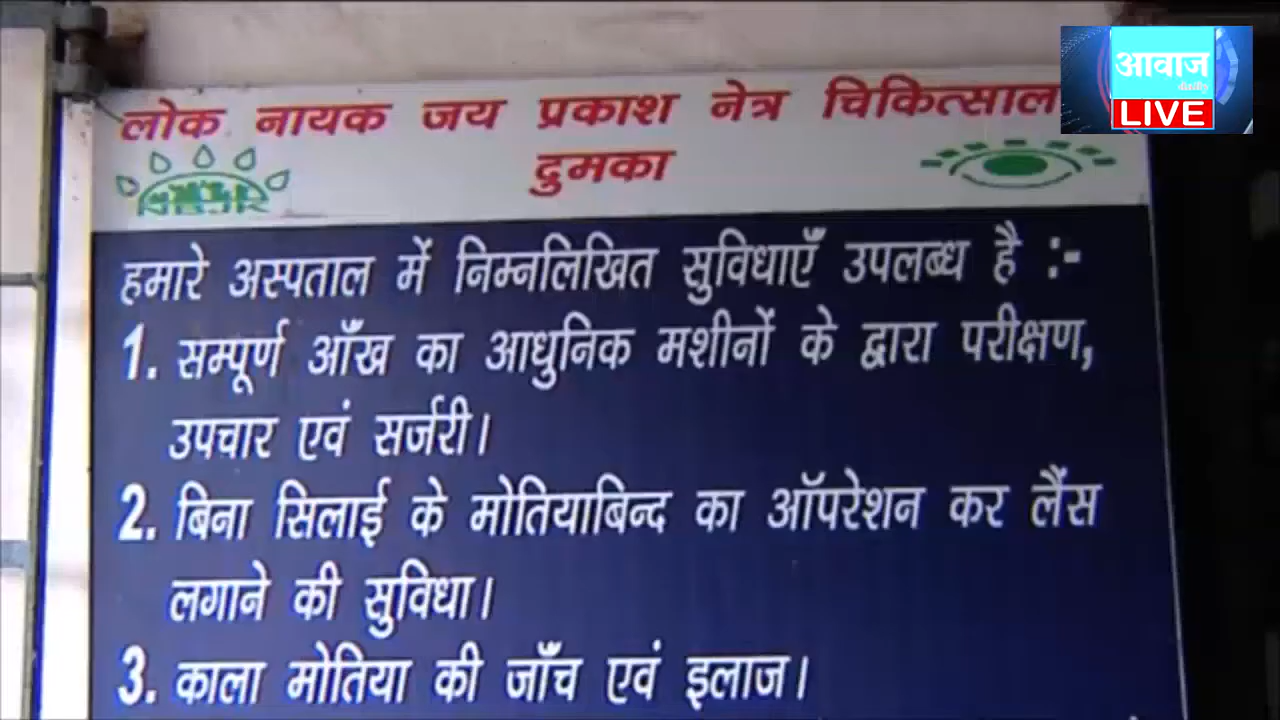 आवाज
LIVE
लोक नायक जय प्रकाश नेत्र
दुमका
हमारे अस्पताल में निम्नलिखित सुविधाएँ उपलब्ध है :-
1. सम्पूर्ण आँख का आधुनिक मशीनों के द्वारा परीक्षण,
उपचार एवं सर्जरी।
2. बिना सिलाई के मोतियाबिन्द का ऑपरेशन कर लैंस
लगाने की सुविधा।
3. काला मोतिया की जाँच एवं इलाज।